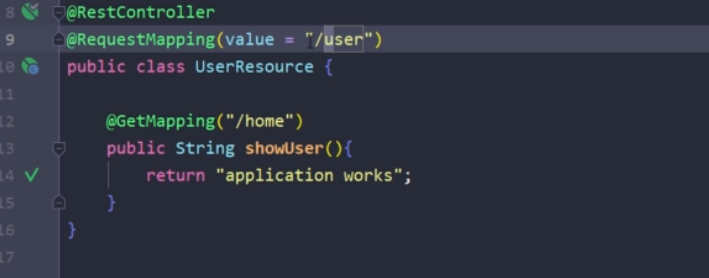 8 @RestController
9 @RequestMapping(value = "/user")
10 public class UserResource {
11
12 @GetMapping("/home")
13 public String showUser(){
14 return "application works";
15 }
16 }
17